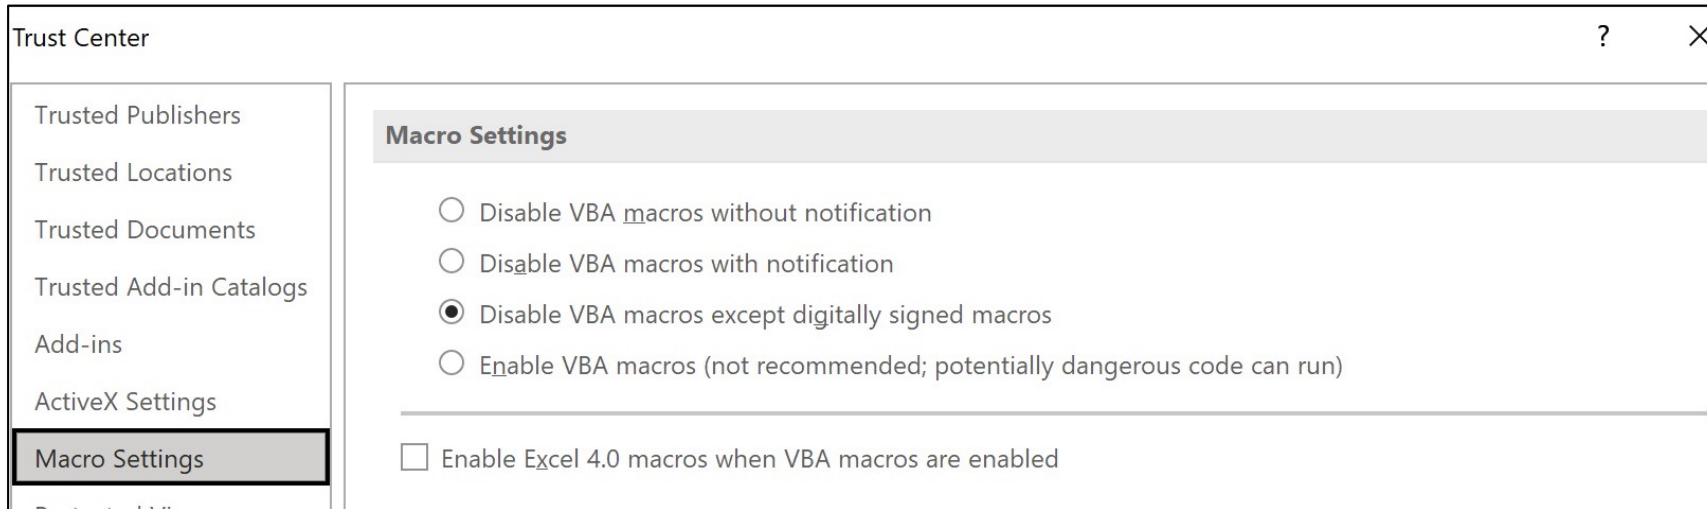 Trust Center
?
Trusted Publishers
Trusted Locations
Trusted Documents
Trusted Add-in Catalogs
Add-ins
ActiveX Settings
Macro Settings
Macro Settings
Disable VBA macros without notification
Disable VBA macros with notification
Disable VBA macros except digitally signed macros
Enable VBA macros (not recommended; potentially dangerous code can run)
Enable Excel 4.0 macros when VBA macros are enabled